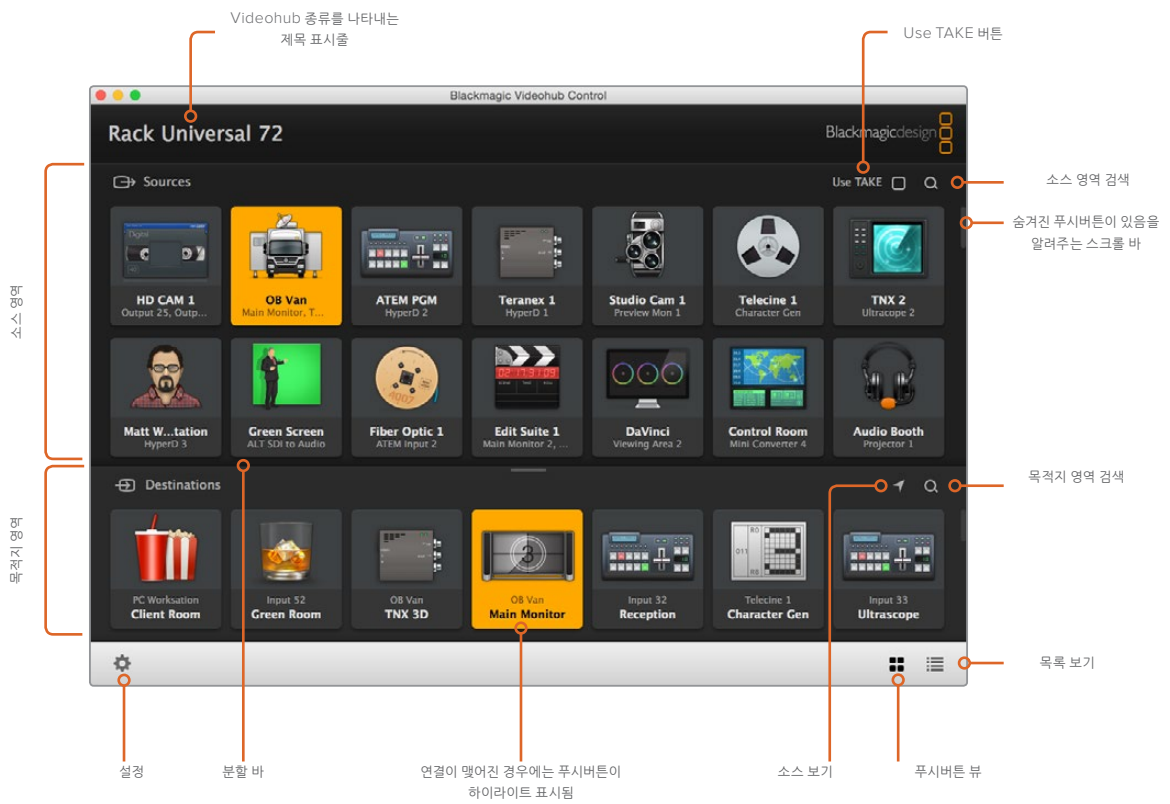 Videohub 종류를 나타내는
제목 표시줄
Use TAKE 버튼
Blackmagic Videohub Control
Rack Universal 72
Blackmagicdesign
Sources
Use TAKE
소스 영역 검색
숨겨진 푸시버튼이 있음을
알려주는 스크롤 바
소스 영역
Digital
HD CAM 1
Output 25, Outp...
OB Van
Main Monitor, T...
ATEM PGM
HyperD 2
Teranex 1
HyperD 1
Studio Cam 1
Preview Mon 1
Telecine 1
Character Gen
TNX 2
Ultrascope 2
Matt W...tation
HyperD 3
Green Screen
ALT SDI to Audio
Fiber Optic 1
ATEM Input 2
Edit Suite 1
Main Monitor 2, ...
DaVinci
Viewing Area 2
Control Room
Mini Converter 4
Audio Booth
Projector 1
목적지 영역
Destinations
목적지 영역 검색
PC Worksation
Client Room
Input 52
Green Room
OB Van
TNX 3D
3
OB Van
Main Monitor
Input 32
Reception
Telecine 1
Character Gen
Input 33
Ultrascope
목록 보기
설정
분할 바
연결이 맺어진 경우에는 푸시버튼이
하이라이트 표시됨
소스 보기
푸시버튼 뷰